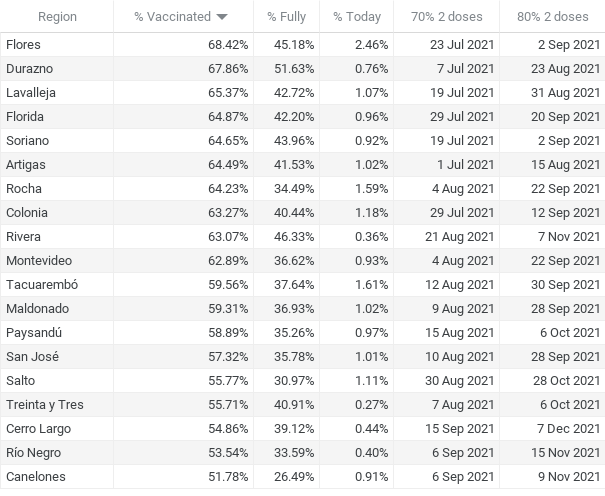 Region % Vaccinated % Fully % Today 70% 2 doses 80% 2 doses
Flores 68.42% 45.18% 2.46% 23 Jul 2021 2 Sep 2021
Durazno 67.86% 51.63% 0.76% 7 Jul 2021 23 Aug 2021
Lavalleja 65.37% 42.72% 1.07% 19 Jul 2021 31 Aug 2021
Florida 64.87% 42.20% 0.96% 29 Jul 2021 20 Sep 2021
Soriano 64.65% 43.96% 0.92% 19 Jul 2021 2 Sep 2021
Artigas 64.49% 41.53% 1.02% 1 Jul 2021 15 Aug 2021
Rocha 64.23% 34.49% 1.59% 4 Aug 2021 22 Sep 2021
Colonia 63.27% 40.44% 1.18% 29 Jul 2021 12 Sep 2021
Rivera 63.07% 46.33% 0.36% 21 Aug 2021 7 Nov 2021
Montevideo 62.89% 36.62% 0.93% 4 Aug 2021 22 Sep 2021
Tacuarembó 59.56% 37.64% 1.61% 12 Aug 2021 30 Sep 2021
Maldonado 59.31% 36.93% 1.02% 9 Aug 2021 28 Sep 2021
Paysandú 58.89% 35.26% 0.97% 15 Aug 2021 6 Oct 2021
San José 57.32% 35.78% 1.01% 10 Aug 2021 28 Sep 2021
Salto 55.77% 30.97% 1.11% 30 Aug 2021 28 Oct 2021
Treinta y Tres 55.71% 40.91% 0.27% 7 Aug 2021 6 Oct 2021
Cerro Largo 54.86% 39.12% 0.44% 15 Sep 2021 7 Dec 2021
Río Negro 53.54% 33.59% 0.40% 6 Sep 2021 15 Nov 2021
Canelones 51.78% 26.49% 0.91% 6 Sep 2021 9 Nov 2021